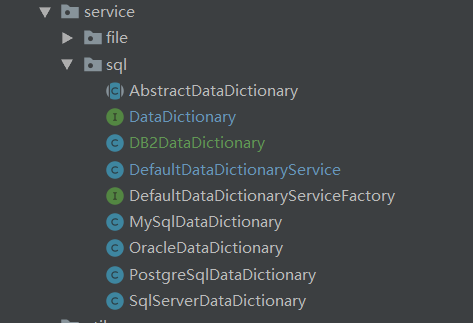 service
file
sql
AbstractDataDictionary
DataDictionary
DB2DataDictionary
DefaultDataDictionaryService
DefaultDataDictionaryServiceFactory
MySqlDataDictionary
OracleDataDictionary
PostgreSqlDataDictionary
SqlServerDataDictionary